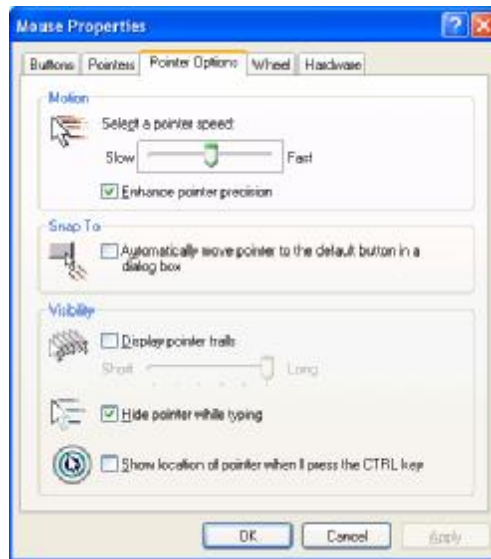 Mouse Properties
Buttons Pointers Pointer Options Wheel Hardware
Motion
Select a pointer speed:
Slow Fast
Enhance pointer precision
Snap To
Automatically move pointer to the default button in a
dialog box
Visibility
Display pointer trails
Short Long
Hide pointer while typing
Show location of pointer when I press the CTRL key
OK Cancel Apply